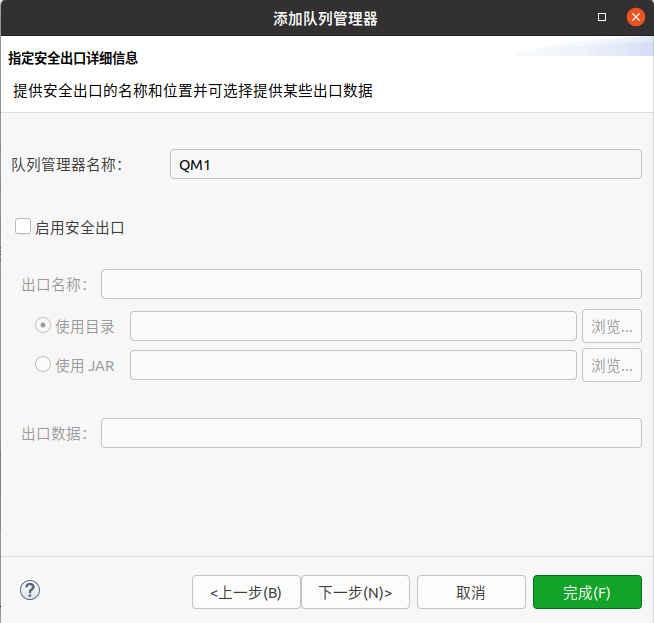 添加队列管理器
指定安全出口详细信息
提供安全出口的名称和位置并可选择提供某些出口数据
队列管理器名称： QM1
启用安全出口
出口名称：
使用目录 浏览...
使用 JAR 浏览...
出口数据：
? <上一步(B) 下一步(N)> 取消 完成(F)